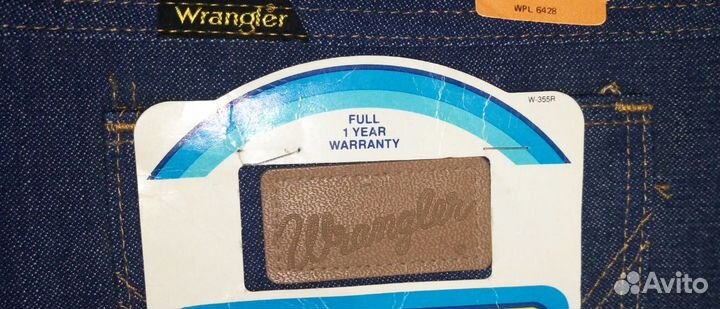 Wrangler
WPL 6428
W-355R
FULL
1 YEAR
WARRANTY
Wrangler
Avito